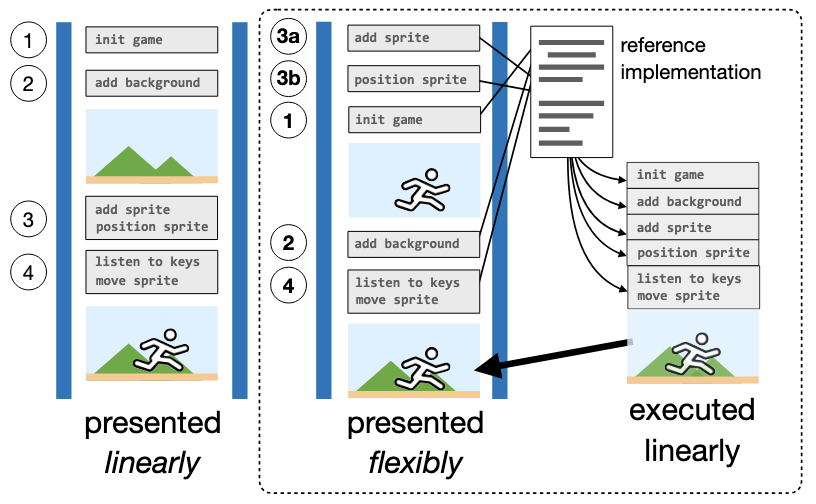 1
init game
2
add background
3
add sprite
position sprite
4
listen to keys
move sprite
presented
linearly
3a
add sprite
3b
position sprite
1
init game
2
add background
4
listen to keys
move sprite
presented
flexibly
reference
implementation
init game
add background
add sprite
position sprite
listen to keys
move sprite
executed
linearly